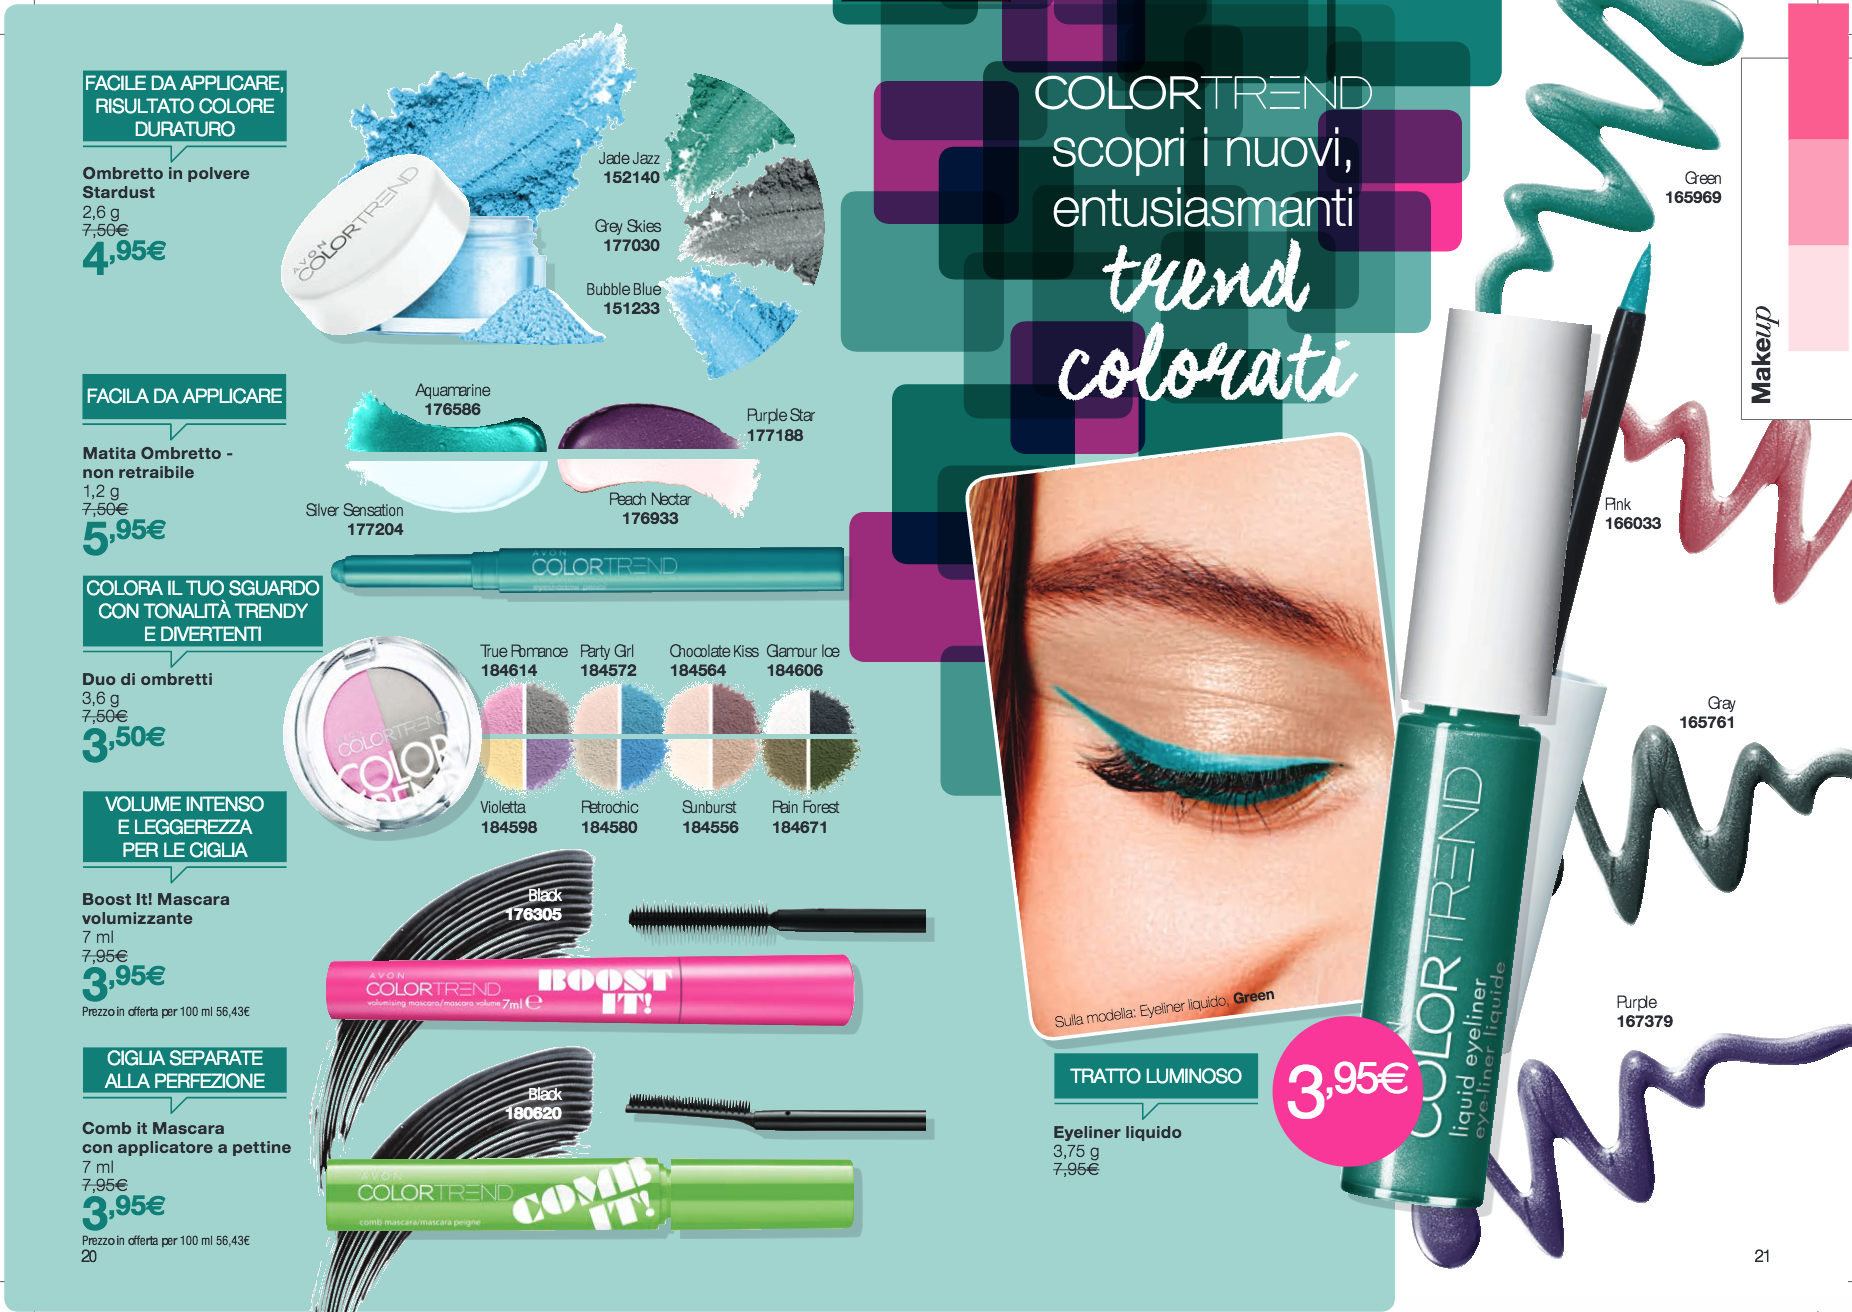 FACILE DA APPLICARE,
RISULTATO COLORE
DURATURO
Ombretto in polvere
Stardust
2,6 g
7,50€
4,95€
AVON
COLORTREND
Jade Jazz
152140
Grey Skies
177030
Bubble Blue
151233
FACILA DA APPLICARE
Matita Ombretto -
non retraibile
1,2 g
7,50€
5,95€
Aquamarine
176586
Purple Star
177188
Silver Sensation
177204
Peach Nectar
176933
AVON
COLORTREND
eyeshadow pencil
COLORA IL TUO SGUARDO
CON TONALITÀ TRENDY
E DIVERTENTI
Duo di ombretti
3,6 g
7,50€
3,50€
COLORTREND
COLOR
TREND
True Romance
184614
Party Girl
184572
Chocolate Kiss
184564
Glamour Ice
184606
Violetta
184598
Retrochic
184580
Sunburst
184556
Rain Forest
184671
VOLUME INTENSO
E LEGGEREZZA
PER LE CIGLIA
Boost It! Mascara
volumizzante
7 ml
7,95€
3,95€
Prezzo in offerta per 100 ml 56,43€
Black
176305
AVON
COLORTREND
volumising mascara/mascara volume 7ml e
BOOST
IT!
CIGLIA SEPARATE
ALLA PERFEZIONE
Comb it Mascara
con applicatore a pettine
7 ml
7,95€
3,95€
Prezzo in offerta per 100 ml 56,43€
20
Black
180620
AVON
COLORTREND
comb mascara/mascara peigne
COMB
IT!
COLORTREND
scopri i nuovi,
entusiasmanti
trend
colorati
Sulla modella: Eyeliner liquido, Green
TRATTO LUMINOSO
Eyeliner liquido
3,75 g
7,95€
3,95€
COLORTREND
COLORTREND
liquid eyeliner
eye-liner liquide
Green
165969
Pink
166033
Gray
165761
Purple
167379
Makeup
21